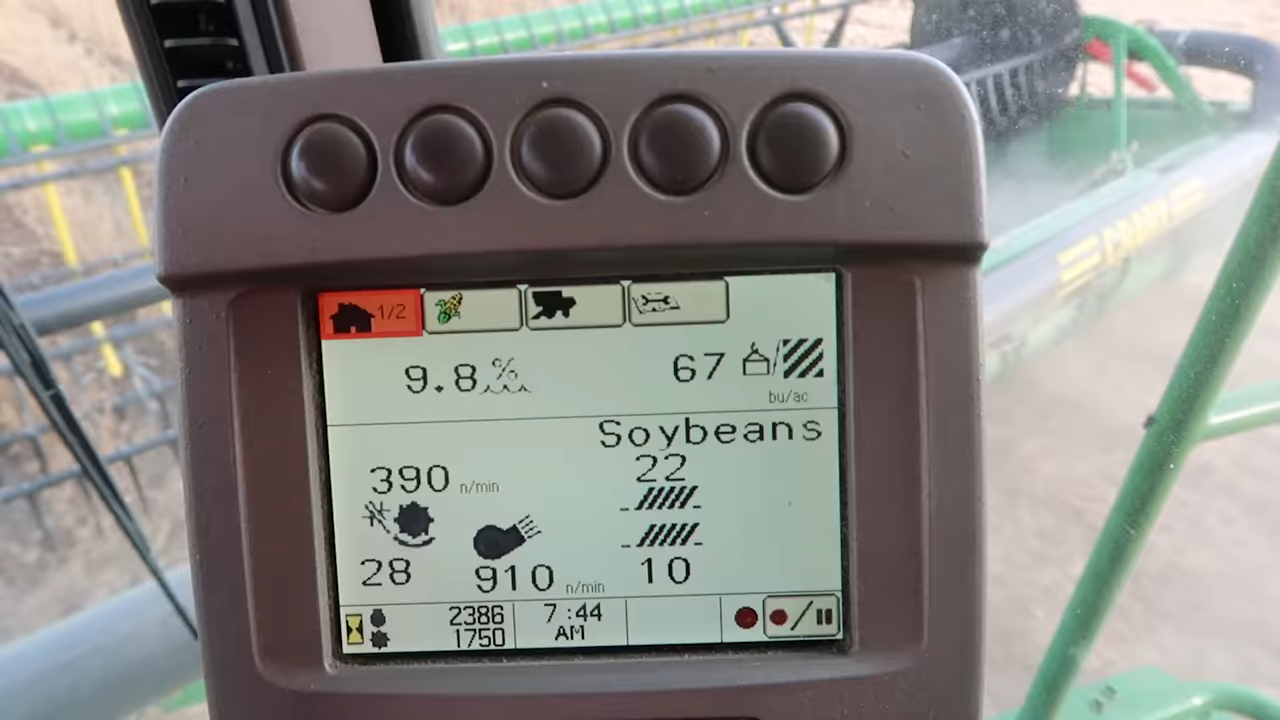 1/2
9.8 %
67
bu/ac
Soybeans
390 n/min
22
28
910 n/min
10
2386
1750
7:44
AM